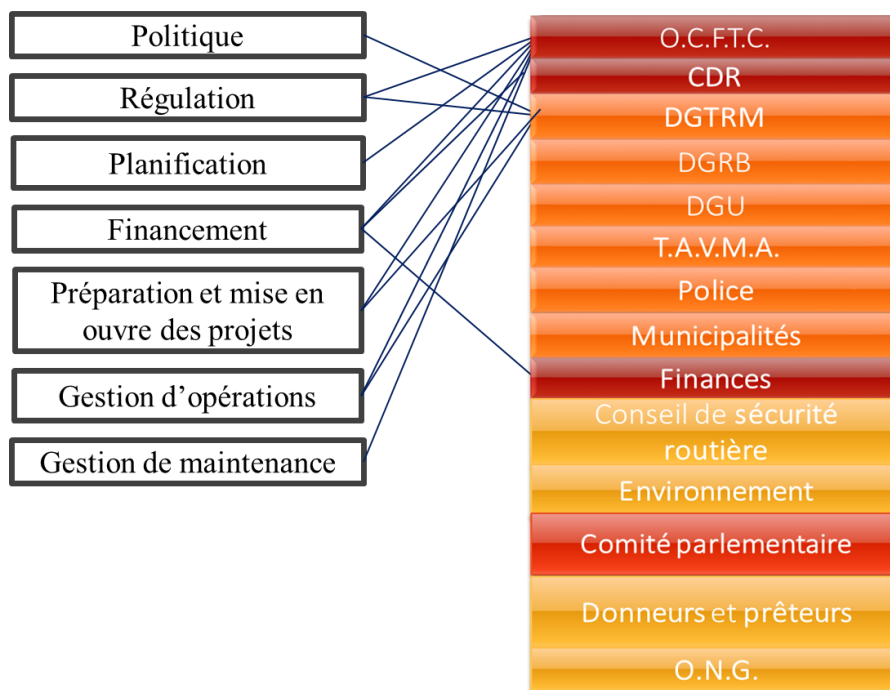 Politique
Régulation
Planification
Financement
Préparation et mise en
ouvre des projets
Gestion d’opérations
Gestion de maintenance
O.C.F.T.C.
CDR
DGTRM
DGRB
DGU
T.A.V.M.A.
Police
Municipalités
Finances
Conseil de sécurité
routière
Environnement
Comité parlementaire
Donneurs et prêteurs
O.N.G.